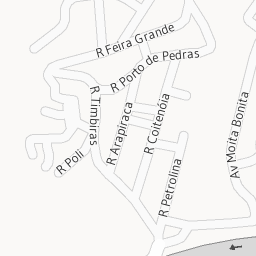 R Feira Grande
R Porto de Pedras
R Timbiras
R Arapiraca
R Coitenóia
Av Moita Bonita
R Poli
R Petrolina